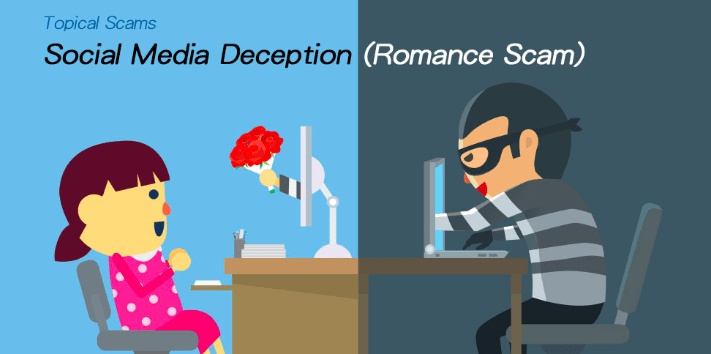 Topical Scams
Social Media Deception (Romance Scam)